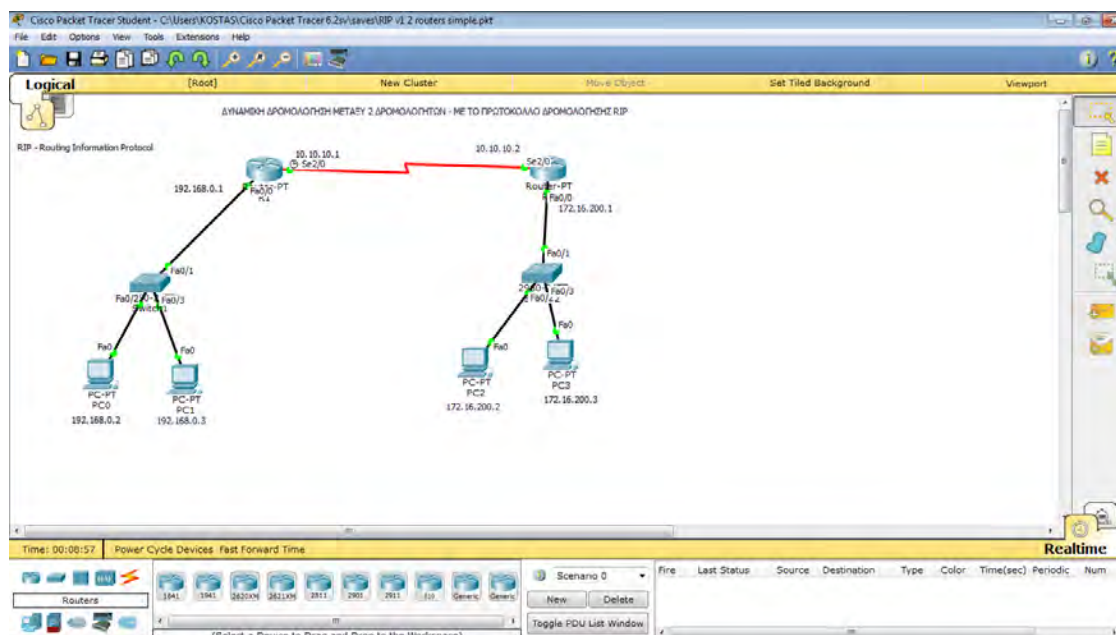 Cisco Packet Tracer Student - C:\Users\KOSTAS\Cisco Packet Tracer 6.2sv\saves\RIP v1 2 routers simple.pkt
File Edit Options View Tools Extensions Help
Logical [Root] New Cluster Move Object Set Tiled Background Viewport
ΔΥΝΑΜΙΚΗ ΔΡΟΜΟΛΟΓΗΣΗ ΜΕΤΑΞΥ 2 ΔΡΟΜΟΛΟΓΗΤΩΝ - ΜΕ ΤΟ ΠΡΩΤΟΚΟΛΛΟ ΔΡΟΜΟΛΟΓΗΣΗΣ RIP
RIP - Routing Information Protocol
10.10.10.1
10.10.10.2
Se2/0
Se2/0
192.168.0.1
Fa0/0
R1
Router-PT
Fa0/0
172.16.200.1
Fa0/1
Fa0/1
Fa0/3
Fa0/3
Fa0
Fa0
Fa0
Fa0
PC-PT
PC0
192.168.0.2
PC-PT
PC1
192.168.0.3
PC-PT
PC2
172.16.200.2
PC-PT
PC3
172.16.200.3
Time: 00:08:57 Power Cycle Devices Fast Forward Time Realtime
Routers
1841 1941 2620XM 2621XM 2811 2901 2911 Generic Generic
Scenario 0
New Delete
Toggle PDU List Window
Fire Last Status Source Destination Type Color Time(sec) Periodic Num